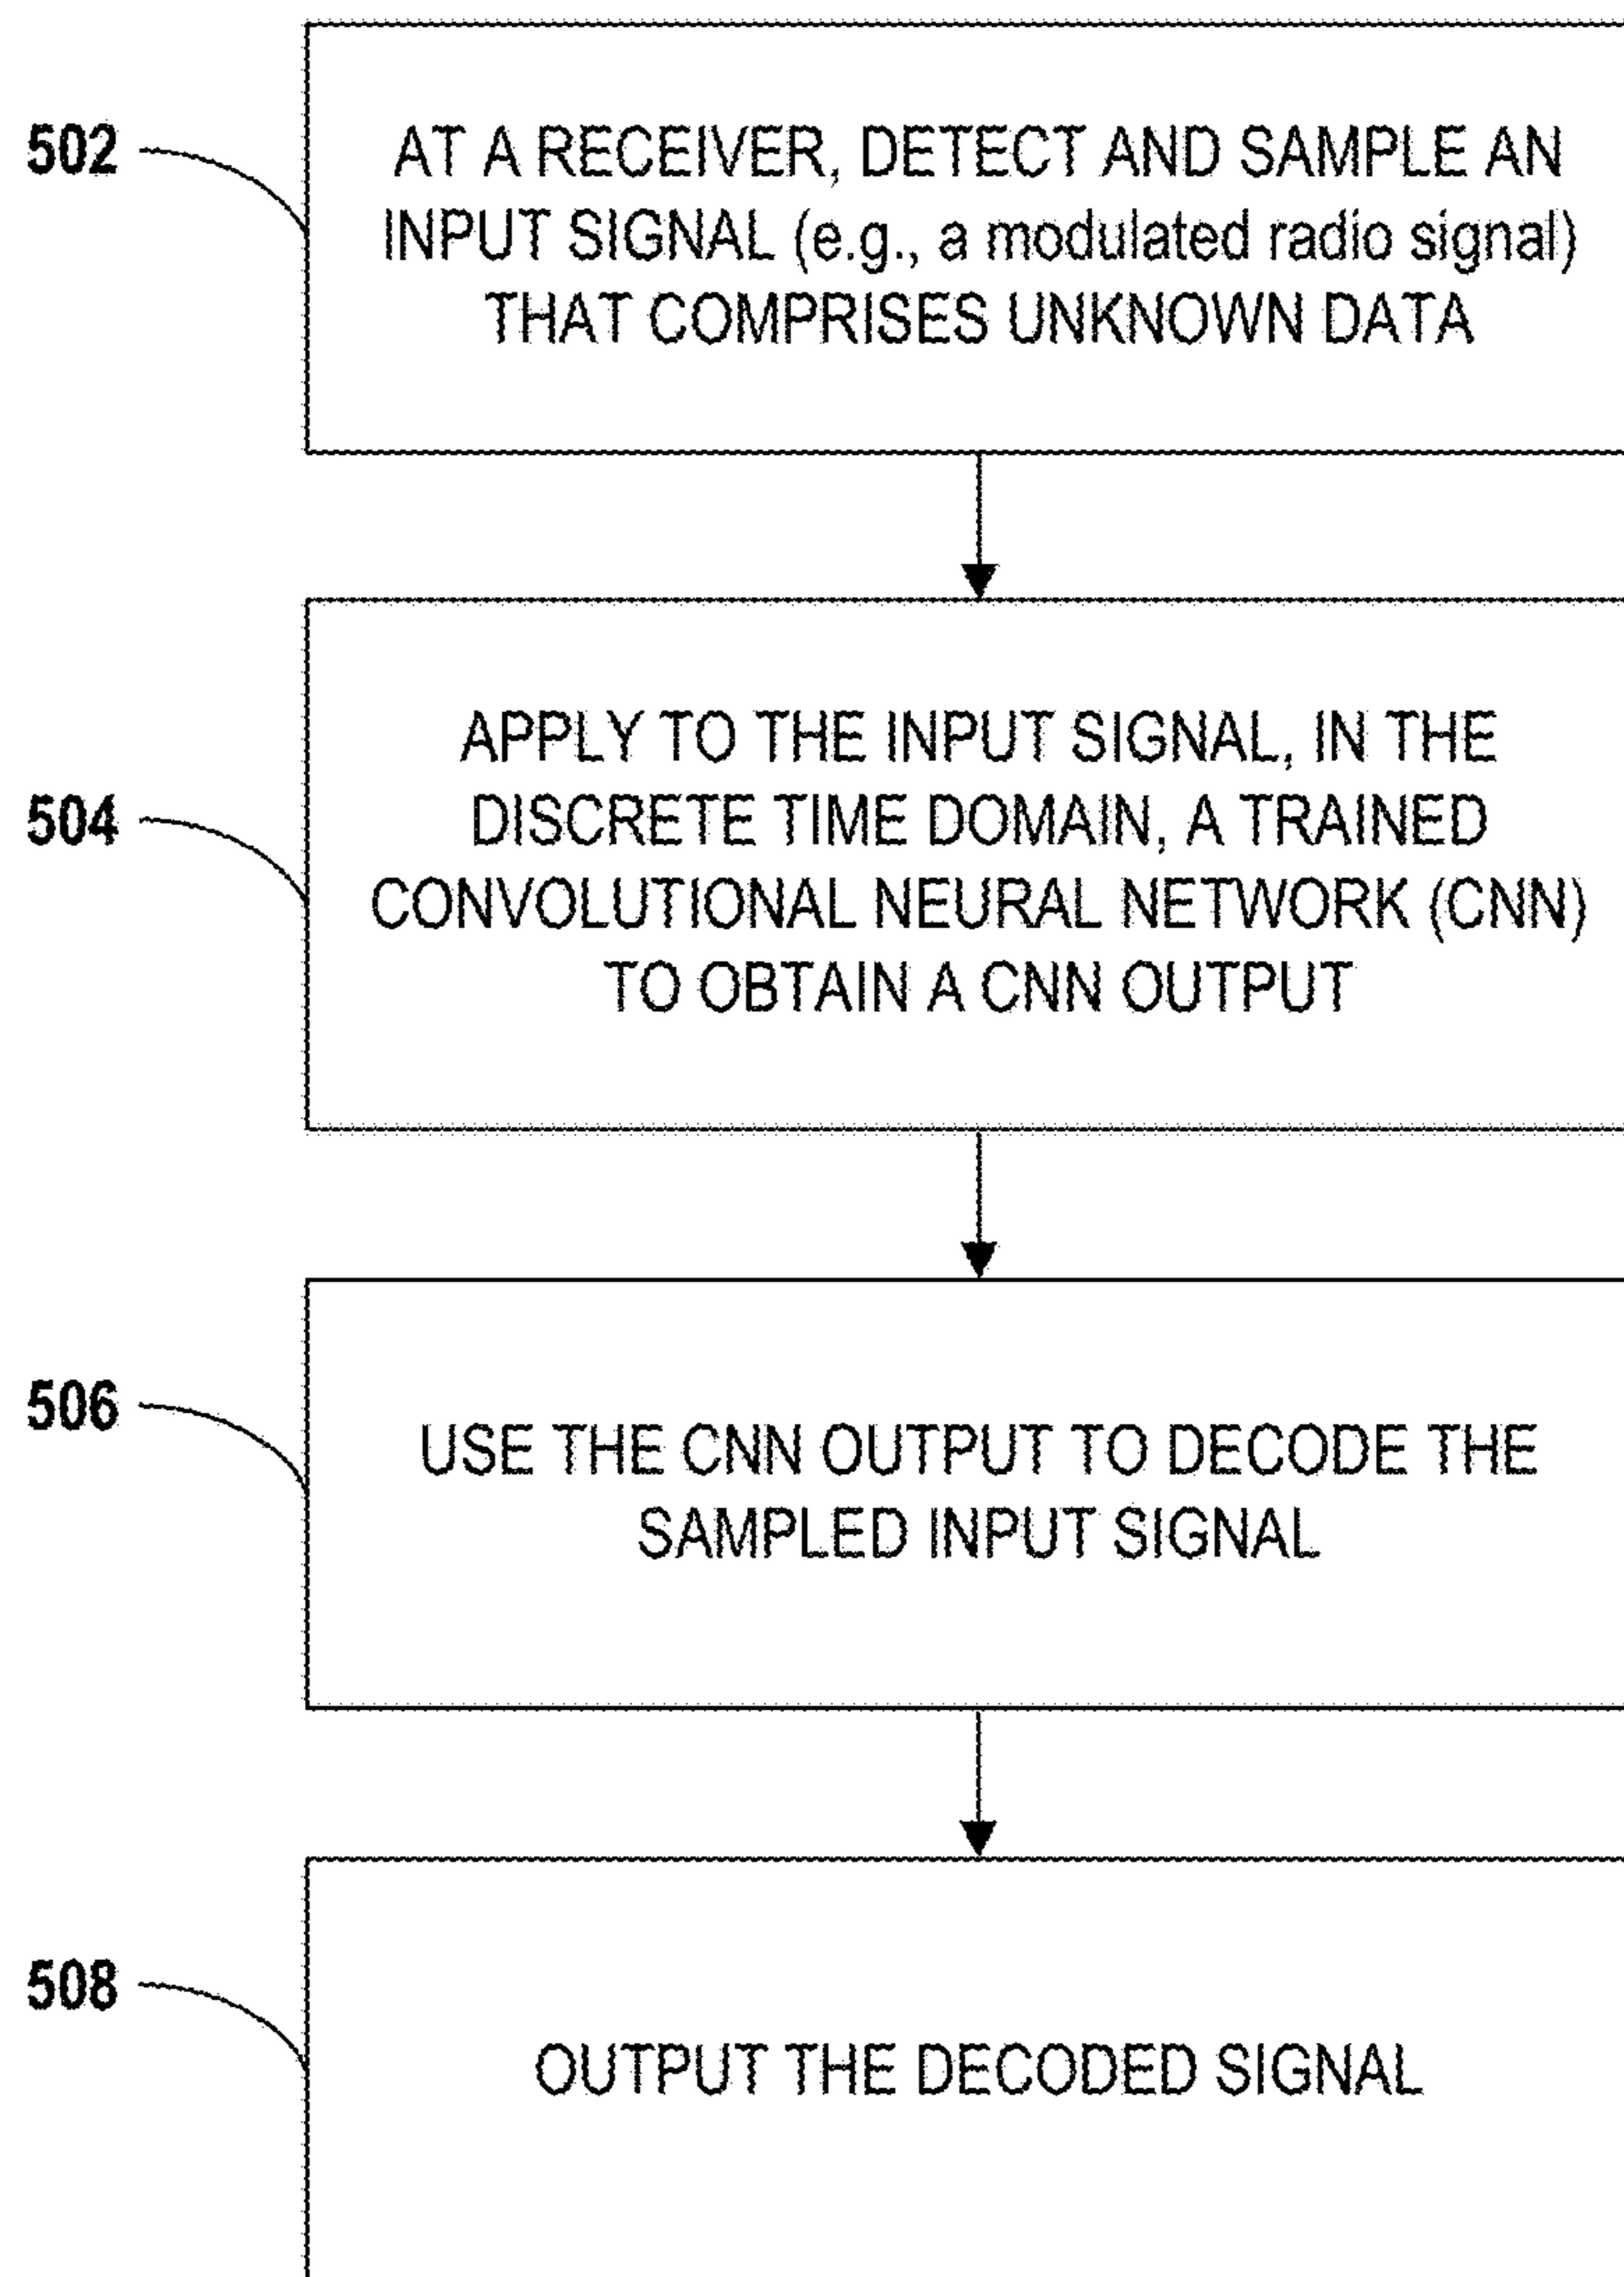 502
AT A RECEIVER, DETECT AND SAMPLE AN
INPUT SIGNAL (e.g., a modulated radio signal)
THAT COMPRISES UNKNOWN DATA
504
APPLY TO THE INPUT SIGNAL, IN THE
DISCRETE TIME DOMAIN, A TRAINED
CONVOLUTIONAL NEURAL NETWORK (CNN)
TO OBTAIN A CNN OUTPUT
506
USE THE CNN OUTPUT TO DECODE THE
SAMPLED INPUT SIGNAL
508
OUTPUT THE DECODED SIGNAL